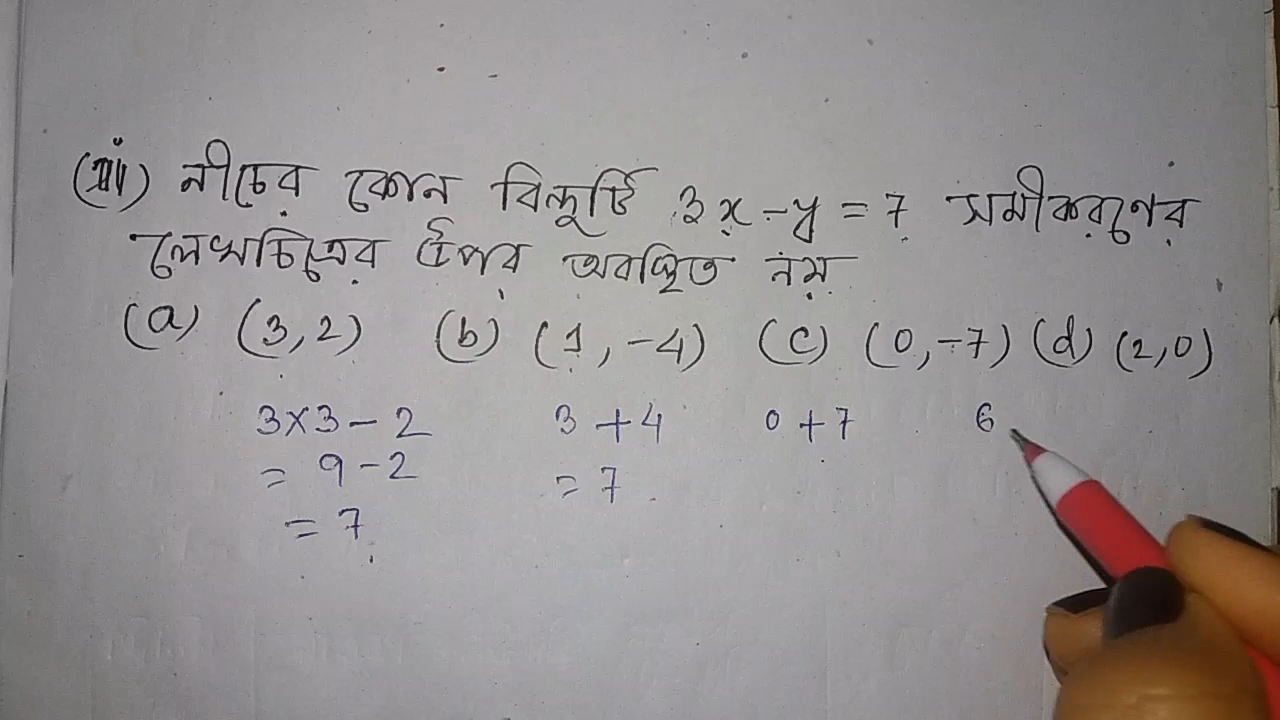 (iii) নীচের কোন বিন্দুটি 3x - y = 7 সমীকরণের
লেখচিত্রের উপর অবস্থিত নয়
(a) (3, 2) (b) (1, -4) (c) (0, -7) (d) (2, 0)
3×3 - 2 3 + 4 0 + 7 6
= 9 - 2 = 7
= 7